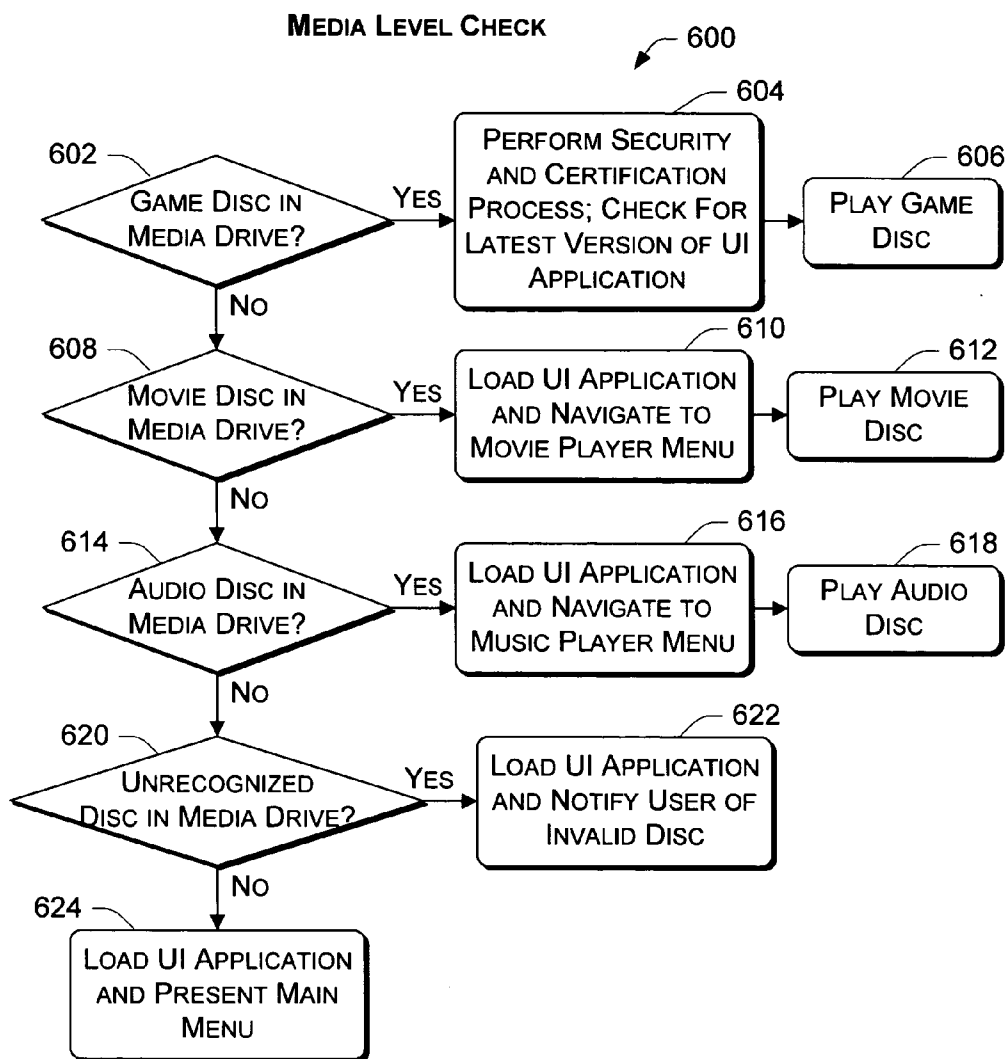 MEDIA LEVEL CHECK
600
602
GAME DISC IN
MEDIA DRIVE?
YES
NO
604
PERFORM SECURITY
AND CERTIFICATION
PROCESS; CHECK FOR
LATEST VERSION OF UI
APPLICATION
606
PLAY GAME
DISC
608
MOVIE DISC IN
MEDIA DRIVE?
YES
NO
610
LOAD UI APPLICATION
AND NAVIGATE TO
MOVIE PLAYER MENU
612
PLAY MOVIE
DISC
614
AUDIO DISC IN
MEDIA DRIVE?
YES
NO
616
LOAD UI APPLICATION
AND NAVIGATE TO
MUSIC PLAYER MENU
618
PLAY AUDIO
DISC
620
UNRECOGNIZED
DISC IN MEDIA DRIVE?
YES
NO
622
LOAD UI APPLICATION
AND NOTIFY USER OF
INVALID DISC
624
LOAD UI APPLICATION
AND PRESENT MAIN
MENU